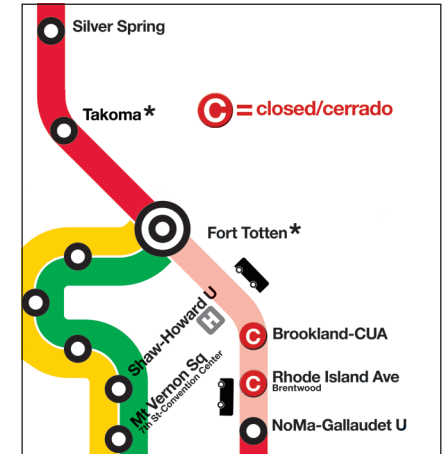 Silver Spring
Takoma*
C = closed/cerrado
Fort Totten*
Shaw-Howard U
H
C Brookland-CUA
Mt Vernon Sq
7th St-Convention Center
C Rhode Island Ave
Brentwood
NoMa-Gallaudet U